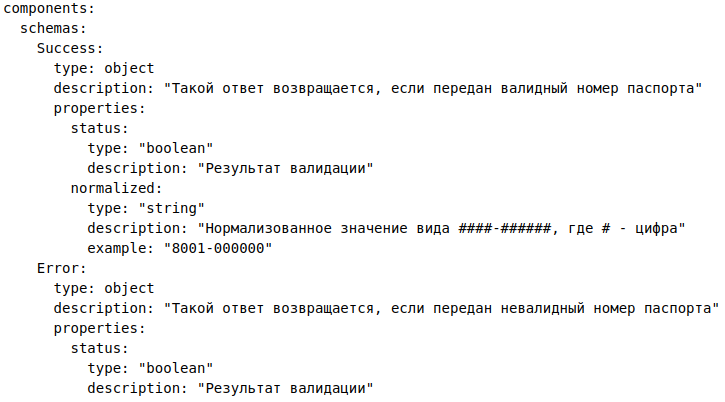 components:
  schemas:
    Success:
      type: object
      description: "Такой ответ возвращается, если передан валидный номер паспорта"
      properties:
        status:
          type: "boolean"
          description: "Результат валидации"
        normalized:
          type: "string"
          description: "Нормализованное значение вида ####-######, где # - цифра"
          example: "8001-000000"
    Error:
      type: object
      description: "Такой ответ возвращается, если передан невалидный номер паспорта"
      properties:
        status:
          type: "boolean"
          description: "Результат валидации"